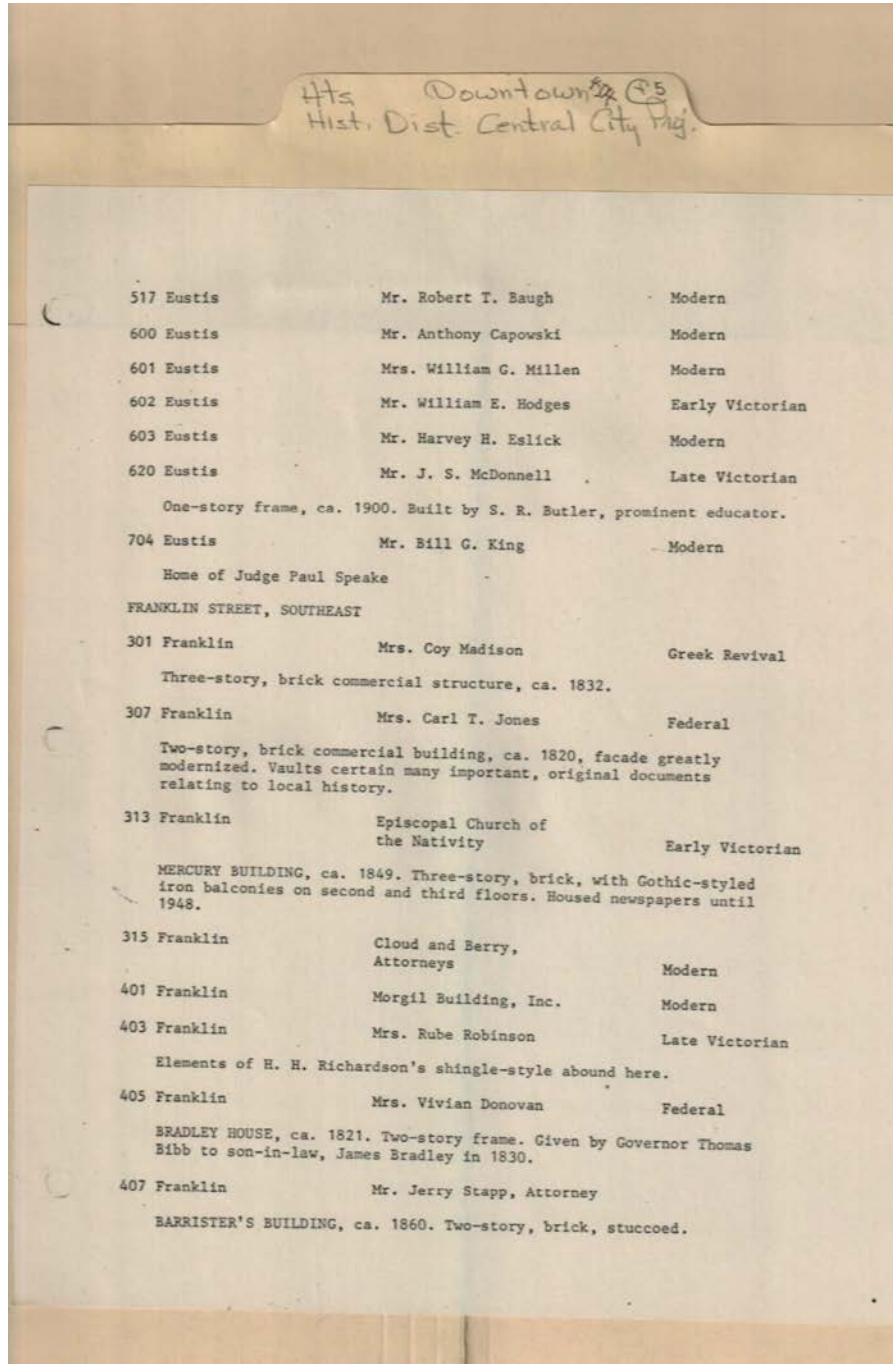 Hts Downtown 5
Hist. Dist. Central City Proj.
517 Eustis Mr. Robert T. Baugh Modern
600 Eustis Mr. Anthony Capowski Modern
601 Eustis Mrs. William G. Millen Modern
602 Eustis Mr. William E. Hodges Early Victorian
603 Eustis Mr. Harvey H. Eslick Modern
620 Eustis Mr. J. S. McDonnell Late Victorian
One-story frame, ca. 1900. Built by S. R. Butler, prominent educator.
704 Eustis Mr. Bill G. King Modern
Home of Judge Paul Speake
FRANKLIN STREET, SOUTHEAST
301 Franklin Mrs. Coy Madison Greek Revival
Three-story, brick commercial structure, ca. 1832.
307 Franklin Mrs. Carl T. Jones Federal
Two-story, brick commercial building, ca. 1820, facade greatly
modernized. Vaults certain many important, original documents
relating to local history.
313 Franklin Episcopal Church of
the Nativity Early Victorian
MERCURY BUILDING, ca. 1849. Three-story, brick, with Gothic-styled
iron balconies on second and third floors. Housed newspapers until
1948.
315 Franklin Cloud and Berry,
Attorneys Modern
401 Franklin Morgil Building, Inc. Modern
403 Franklin Mrs. Rube Robinson Late Victorian
Elements of H. H. Richardson's shingle-style abound here.
405 Franklin Mrs. Vivian Donovan Federal
BRADLEY HOUSE, ca. 1821. Two-story frame. Given by Governor Thomas
Bibb to son-in-law, James Bradley in 1830.
407 Franklin Mr. Jerry Stapp, Attorney
BARRISTER'S BUILDING, ca. 1860. Two-story, brick, stuccoed.